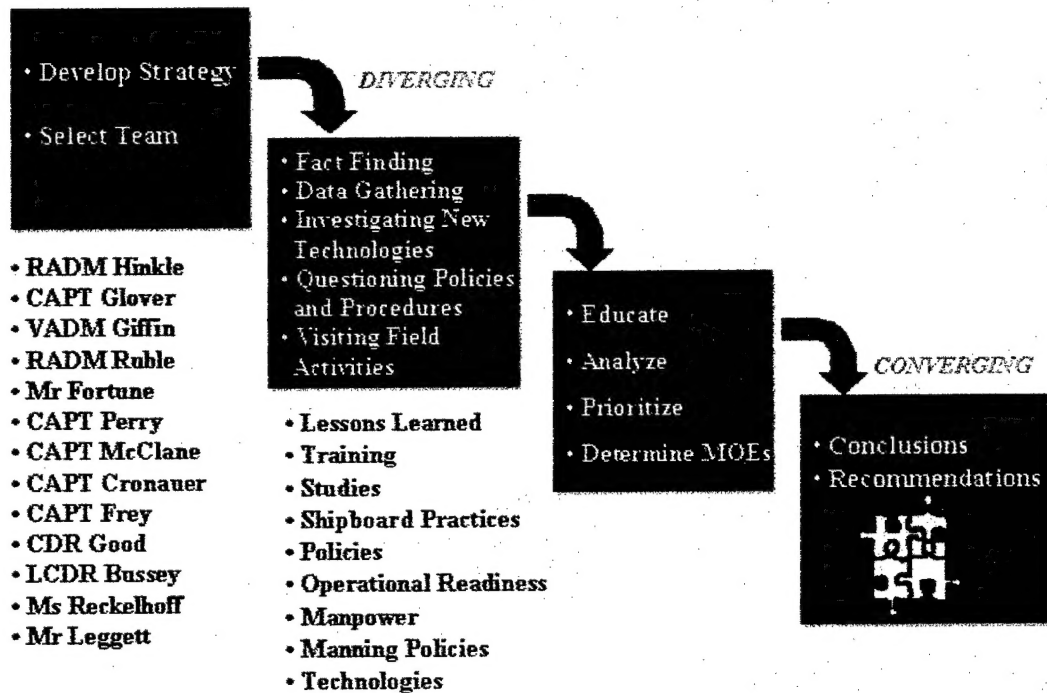 • Develop Strategy
• Select Team
DIVERGING
• Fact Finding
• Data Gathering
• Investigating New
Technologies
• Questioning Policies
and Procedures
• Visiting Field
Activities
• RADM Hinkle
• CAPT Glover
• VADM Giffin
• RADM Ruble
• Mr Fortune
• CAPT Perry
• CAPT McClane
• CAPT Cronauer
• CAPT Frey
• CDR Good
• LCDR Bussey
• Ms Reckelhoff
• Mr Leggett
• Lessons Learned
• Training
• Studies
• Shipboard Practices
• Policies
• Operational Readiness
• Manpower
• Manning Policies
• Technologies
• Educate
• Analyze
• Prioritize
• Determine MOEs
CONVERGING
• Conclusions
• Recommendations